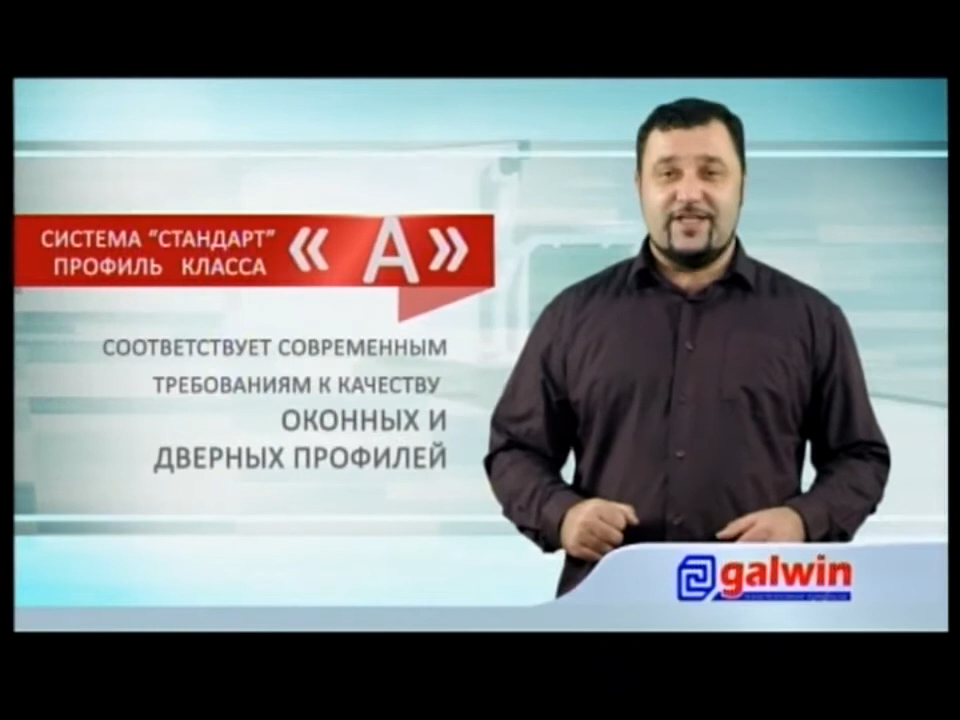 СИСТЕМА “СТАНДАРТ”
ПРОФИЛЬ КЛАССА
« А »
СООТВЕТСТВУЕТ СОВРЕМЕННЫМ
ТРЕБОВАНИЯМ К КАЧЕСТВУ
ОКОННЫХ И
ДВЕРНЫХ ПРОФИЛЕЙ
galwin